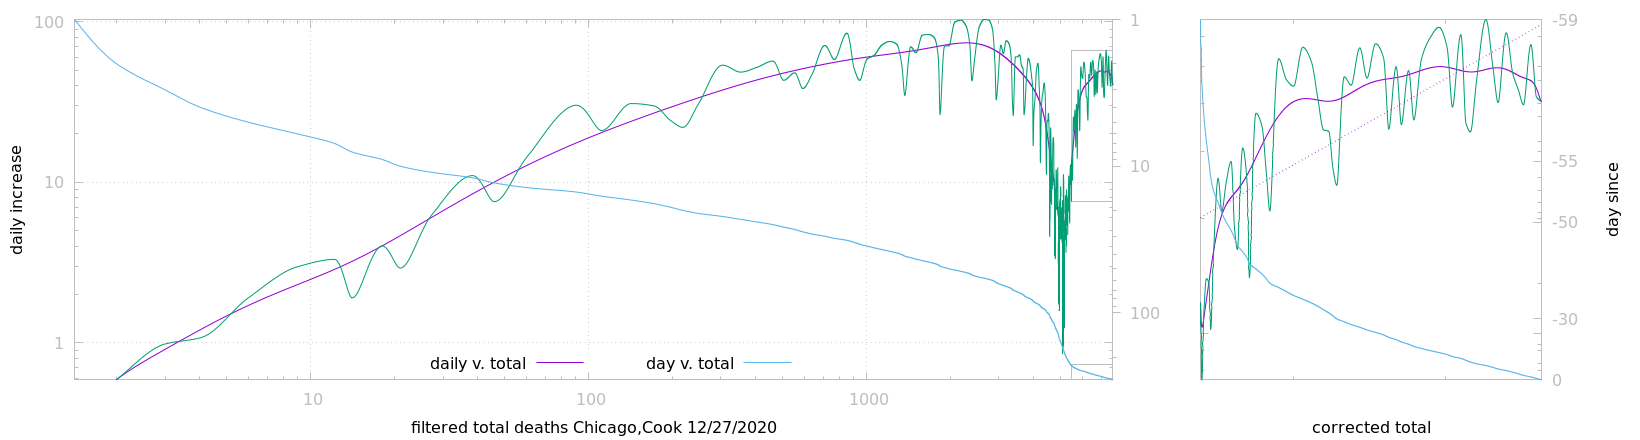 100
10
1
daily increase
10
100
1000
daily v. total
day v. total
filtered total deaths Chicago,Cook 12/27/2020
1
10
100
-59
-55
-50
-30
0
day since
corrected total